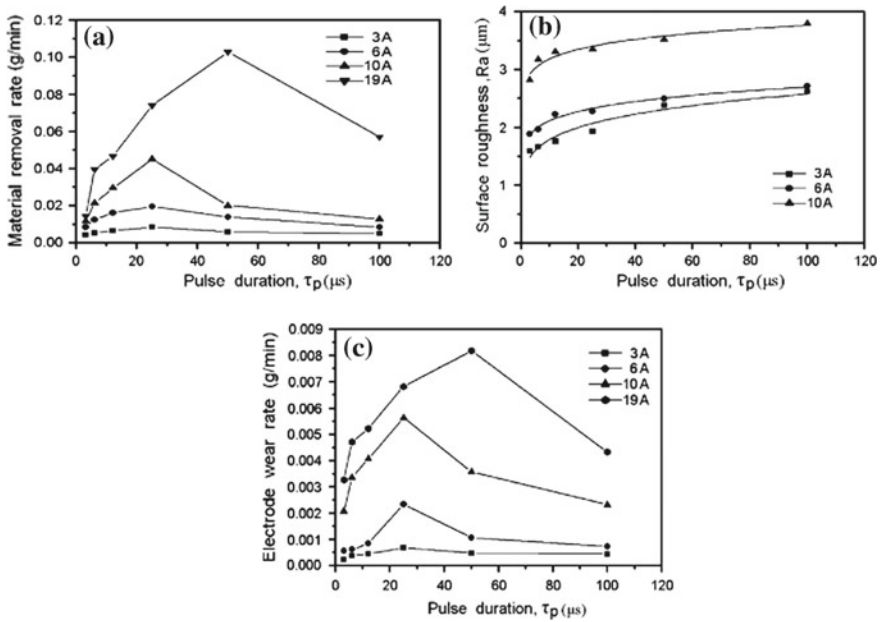 (a)
Material removal rate (g/min)
0.12
0.10
0.08
0.06
0.04
0.02
0.00
0 20 40 60 80 100 120
Pulse duration, τp(μs)
3A
6A
10A
19A
(b)
Surface roughness ,Ra (μm)
4
3
2
1
0
0 20 40 60 80 100 120
Pulse duration, τp(μs)
3A
6A
10A
(c)
Electrode wear rate (g/min)
0.009
0.008
0.007
0.006
0.005
0.004
0.003
0.002
0.001
0.000
0 20 40 60 80 100 120
Pulse duration, τp(μs)
3A
6A
10A
19A